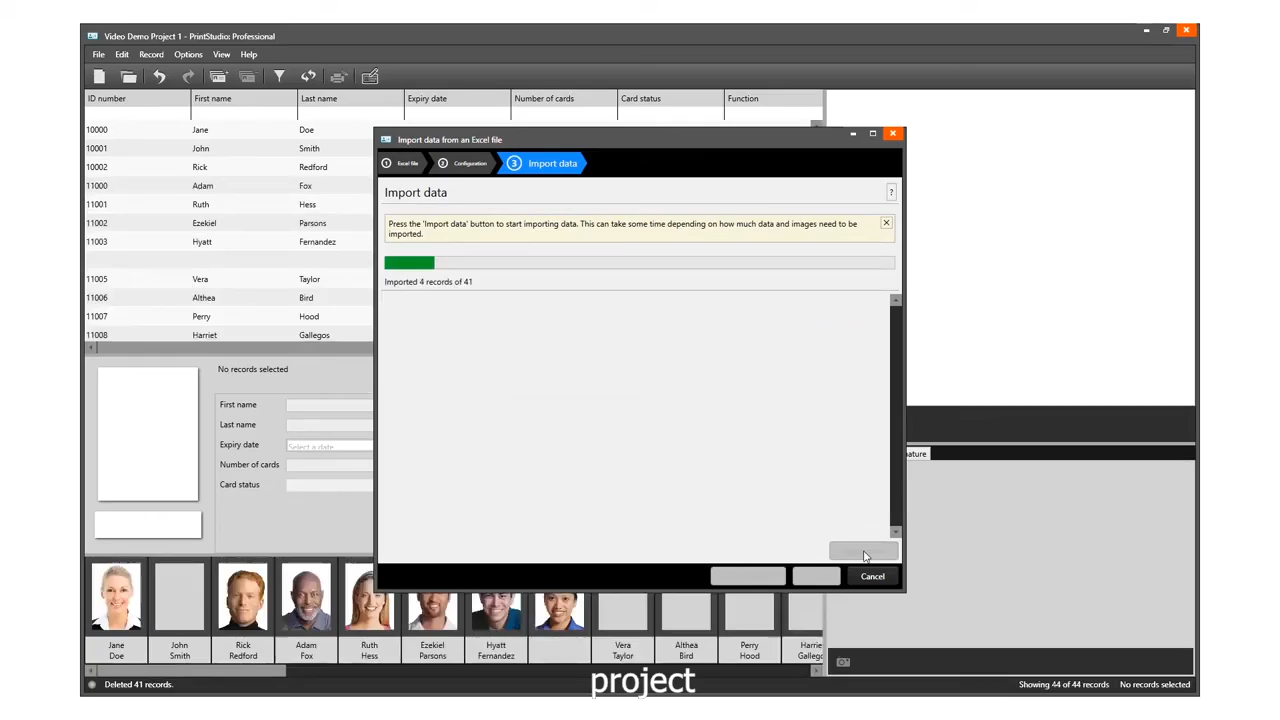 Video Demo Project 1 - PrintStudio: Professional
File Edit Record Options View Help
ID number First name Last name Expiry date Number of cards Card status Function
10000 Jane Doe
10001 John Smith
10002 Rick Redford
11000 Adam Fox
11001 Ruth Hess
11002 Ezekiel Parsons
11003 Hyatt Fernandez
11005 Vera Taylor
11006 Althea Bird
11007 Perry Hood
11008 Harriet Gallegos
Import data from an Excel file
1 Excel file 2 Configuration 3 Import data
Import data ?
Press the 'Import data' button to start importing data. This can take some time depending on how much data and images need to be
imported.
Imported 4 records of 41
Cancel
No records selected
First name
Last name
Expiry date Select a date
Number of cards
Card status
ature
Jane John Rick Adam Ruth Ezekiel Hyatt Vera Althea Perry Harrie
Doe Smith Redford Fox Hess Parsons Fernandez Taylor Bird Hood Gallego
Deleted 41 records. Showing 44 of 44 records No records selected
project